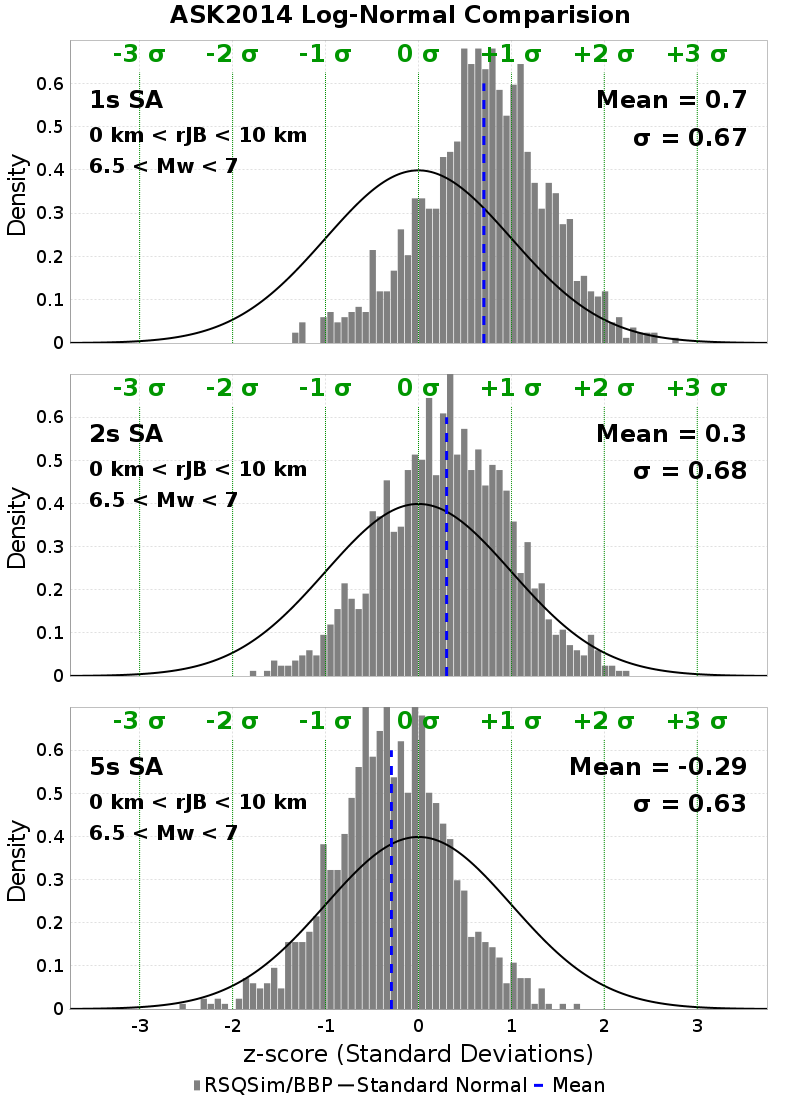 ASK2014 Log-Normal Comparision
-3 σ -2 σ -1 σ 0 σ +1 σ +2 σ +3 σ
1s SA
0 km < rJB < 10 km
6.5 < Mw < 7
Mean = 0.7
σ = 0.67
Density
0.6
0.5
0.4
0.3
0.2
0.1
0
-3 σ -2 σ -1 σ 0 σ +1 σ +2 σ +3 σ
2s SA
0 km < rJB < 10 km
6.5 < Mw < 7
Mean = 0.3
σ = 0.68
Density
0.6
0.5
0.4
0.3
0.2
0.1
0
-3 σ -2 σ -1 σ 0 σ +1 σ +2 σ +3 σ
5s SA
0 km < rJB < 10 km
6.5 < Mw < 7
Mean = -0.29
σ = 0.63
Density
0.6
0.5
0.4
0.3
0.2
0.1
0
-3 -2 -1 0 1 2 3
z-score (Standard Deviations)
RSQSim/BBP Standard Normal Mean